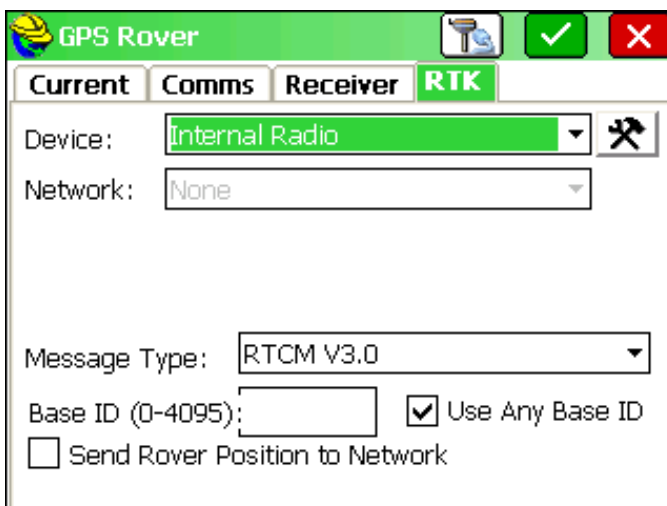 GPS Rover
Current Comms Receiver RTK
Device: Internal Radio
Network: None
Message Type: RTCM V3.0
Base ID (0-4095): Use Any Base ID
Send Rover Position to Network